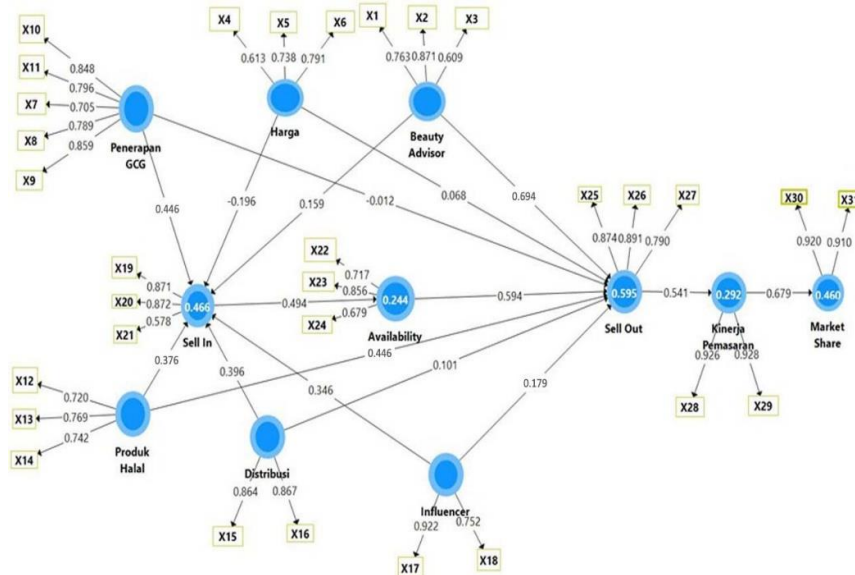 X10
X11
X7
X8
X9
0.848
0.796
0.705
0.789
0.859
Penerapan
GCG
X4
X5
X6
0.613
0.738
0.791
Harga
X1
X2
X3
0.763
0.871
0.609
Beauty
Advisor
0.446
-0.196
0.159
-0.012
0.068
0.694
X19
X20
X21
0.871
0.872
0.578
0.466
Sell In
0.494
X22
X23
X24
0.717
0.856
0.679
0.244
Availability
0.594
X25
X26
X27
0.874
0.891
0.790
0.595
Sell Out
0.541
0.292
Kinerja
Pemasaran
0.926
0.928
X28
X29
0.679
X30
0.920
0.910
0.460
Market
Share
0.376
0.396
0.446
0.101
0.346
0.179
X12
X13
X14
0.720
0.769
0.742
Produk
Halal
Distribusi
0.864
0.867
X15
X16
Influencer
0.922
0.752
X17
X18